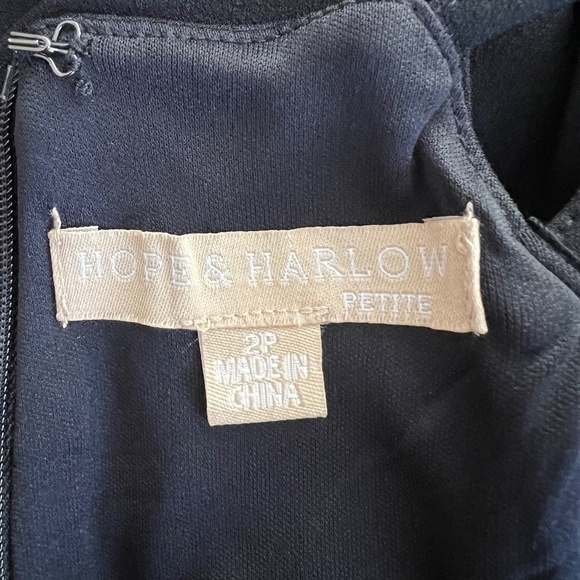 HOPE & HARLOW
PETITE
2P
MADE IN
CHINA